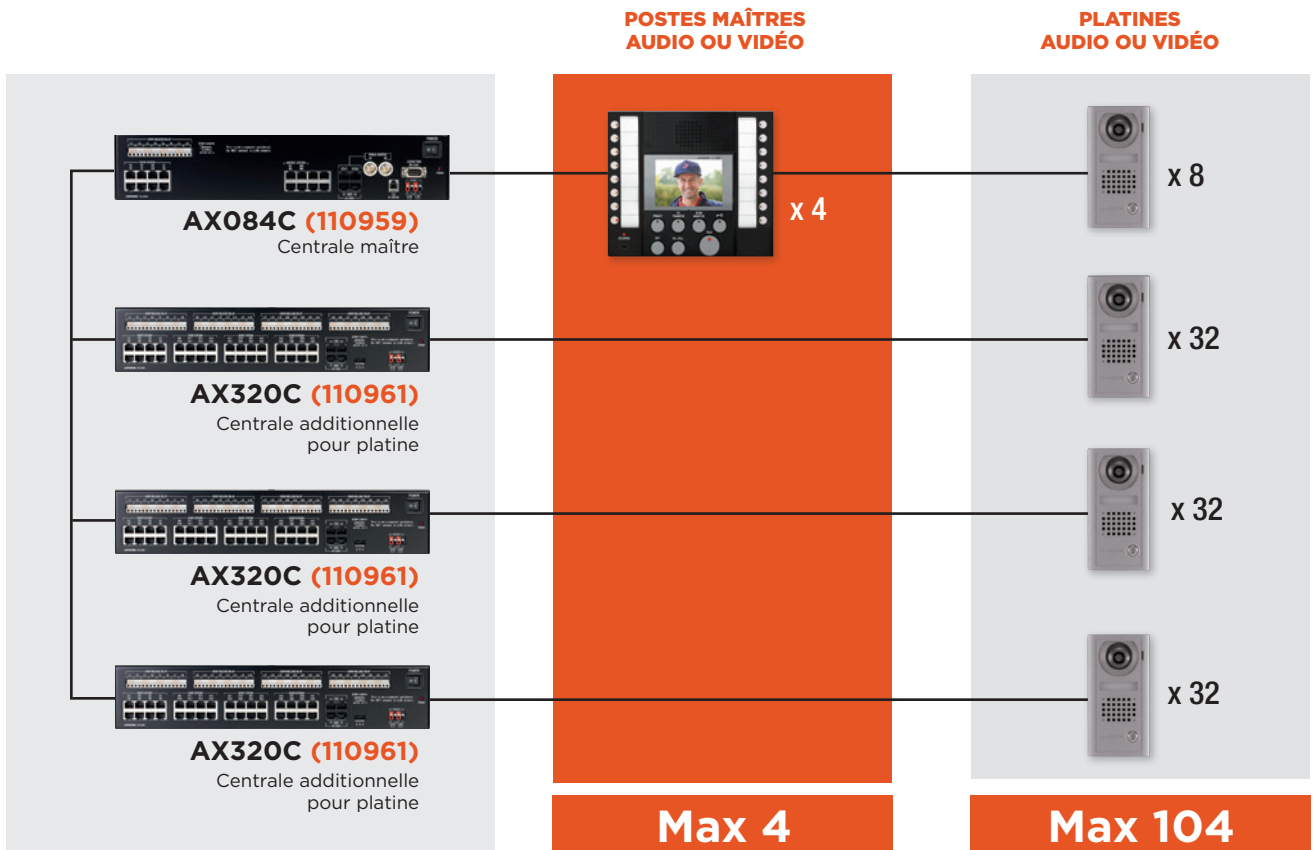 POSTES MAÎTRES
AUDIO OU VIDÉO
PLATINES
AUDIO OU VIDÉO
AX084C (110959)
Centrale maître
x 4
x 8
AX320C (110961)
Centrale additionnelle
pour platine
x 32
AX320C (110961)
Centrale additionnelle
pour platine
x 32
AX320C (110961)
Centrale additionnelle
pour platine
x 32
Max 4
Max 104